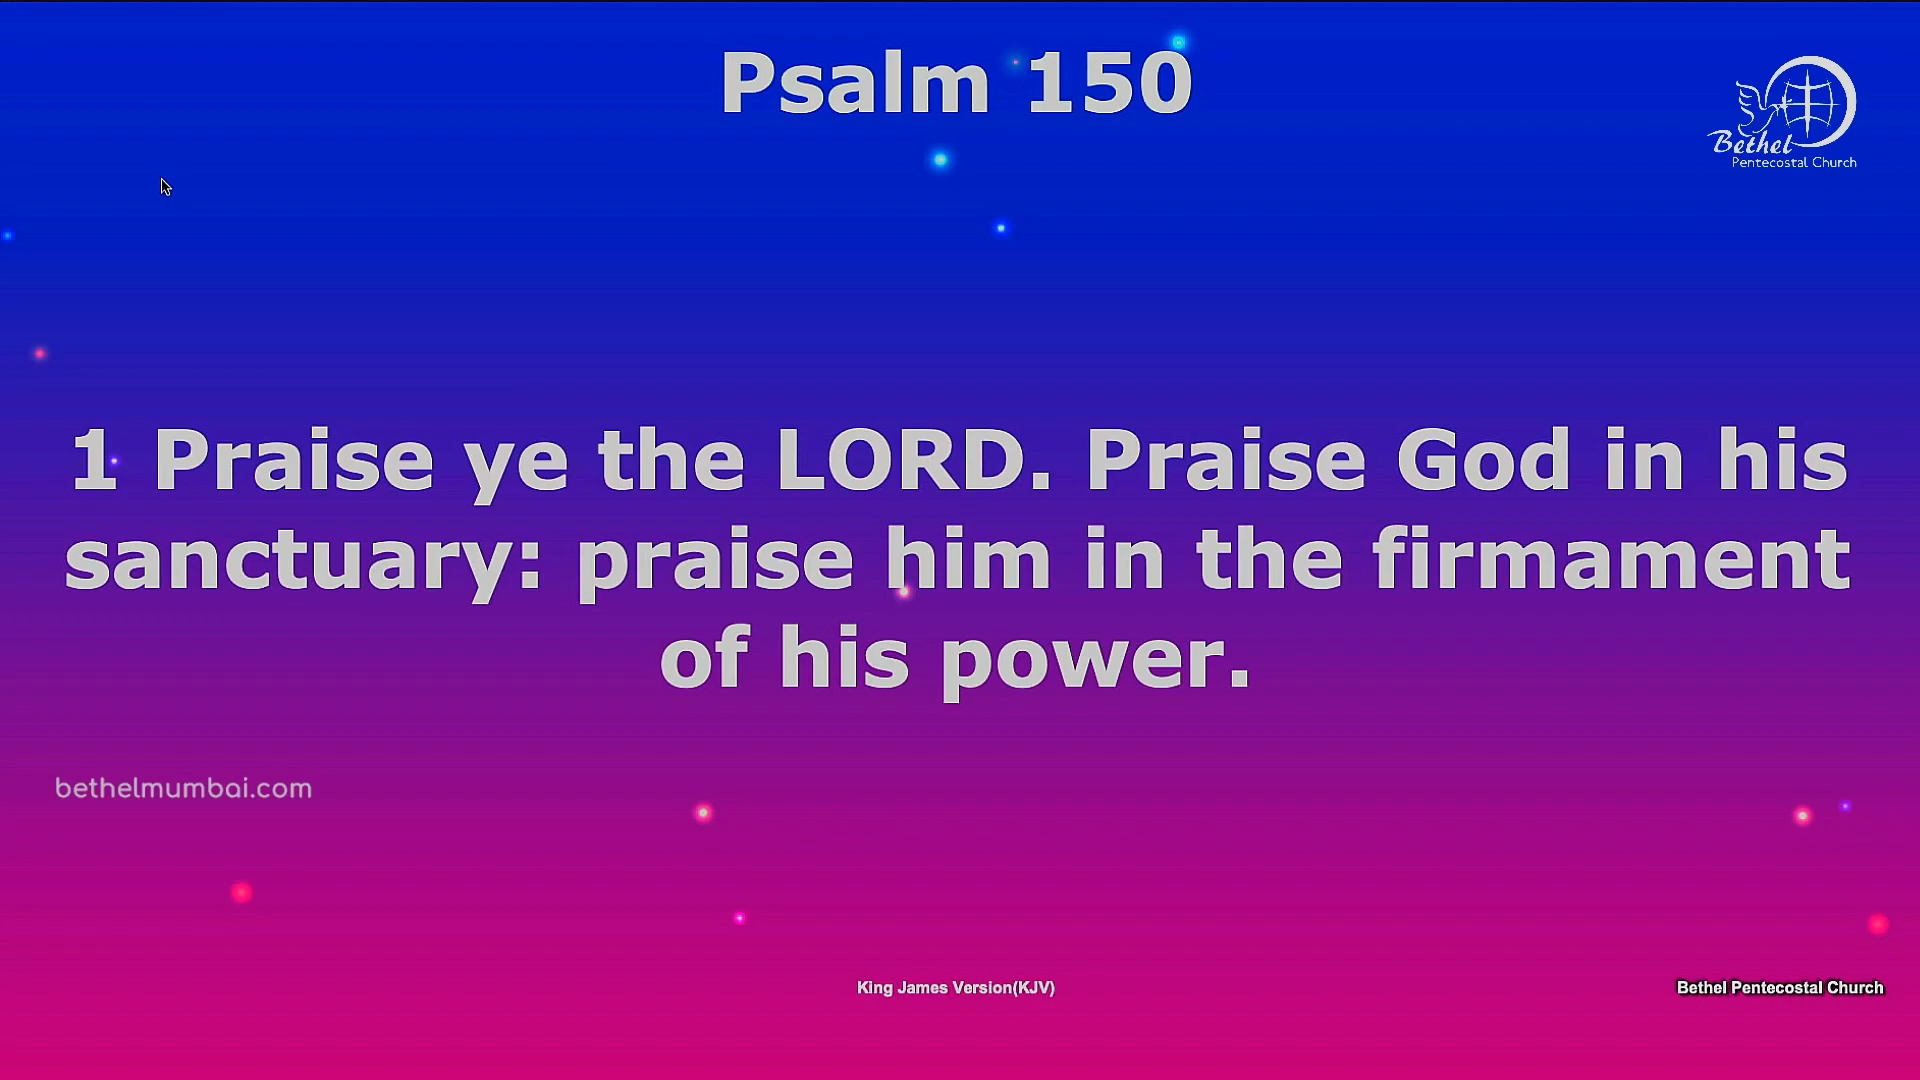 Psalm 150
Bethel
Pentecostal Church
1 Praise ye the LORD. Praise God in his
sanctuary: praise him in the firmament
of his power.
bethelmumbai.com
King James Version(KJV)
Bethel Pentecostal Church